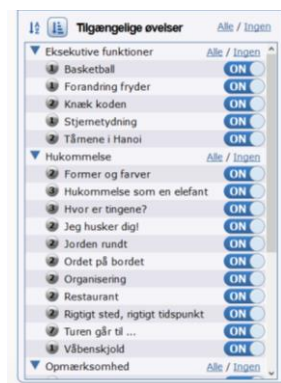 Tilgængelige øvelser Alle / Ingen
Eksekutive funktioner Alle / Ingen
Basketball ON
Forandring fryder ON
Knæk koden ON
Stjernetydning ON
Tårnene i Hanoi ON
Hukommelse Alle / Ingen
Former og farver ON
Hukommelse som en elefant ON
Hvor er tingene? ON
Jeg husker dig! ON
Jorden rundt ON
Ordet på bordet ON
Organisering ON
Restaurant ON
Rigtigt sted, rigtigt tidspunkt ON
Turen går til ... ON
Våbenskjold ON
Opmærksomhed Alle / Ingen